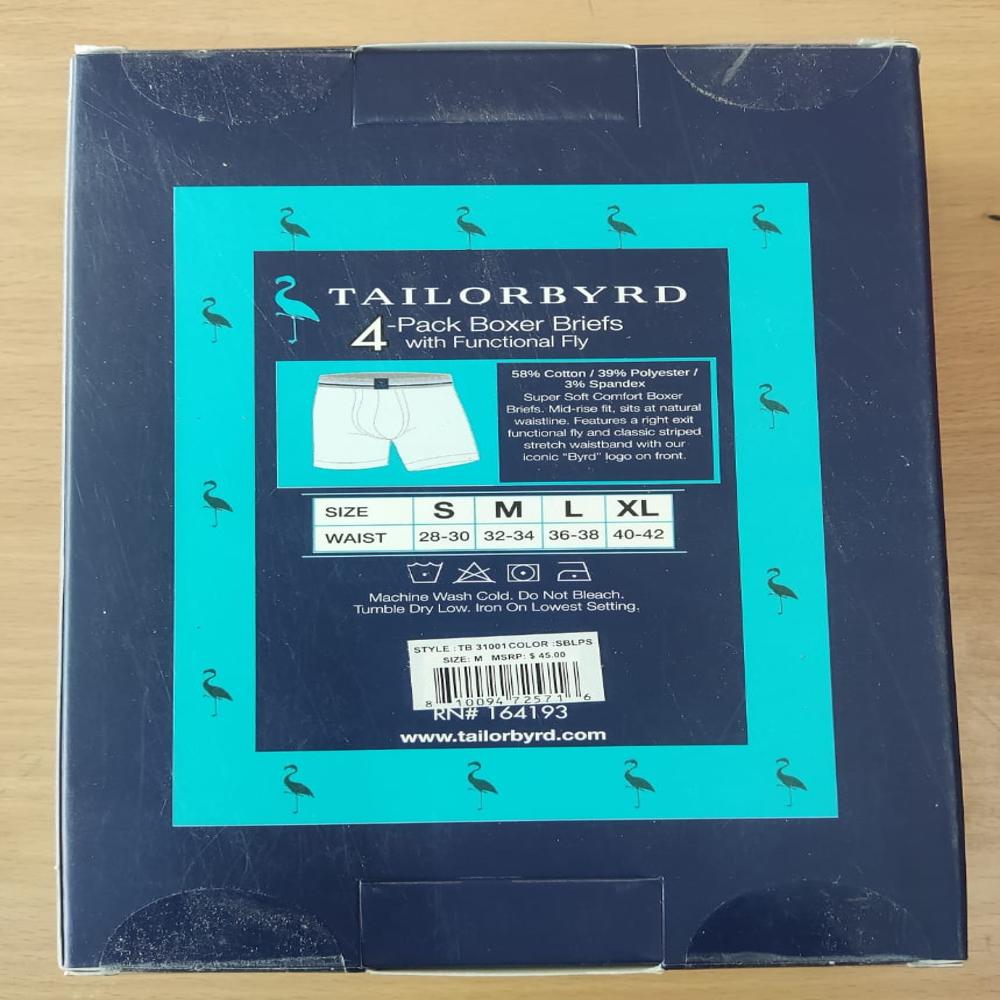 TAILORBYRD
4-Pack Boxer Briefs
with Functional Fly
58% Cotton / 39% Polyester /
3% Spandex
Super Soft Comfort Boxer
Briefs. Mid-rise fit, sits at natural
waistline. Features a right exit
functional fly and classic striped
stretch waistband with our
iconic "Byrd" logo on front.
SIZE S M L XL
WAIST 28-30 32-34 36-38 40-42
Machine Wash Cold. Do Not Bleach.
Tumble Dry Low. Iron On Lowest Setting.
STYLE : TB 31001 COLOR :SBLPS
SIZE: M MSRP: $ 45.00
8 10094 72571 6
RN# 164193
www.tailorbyrd.com